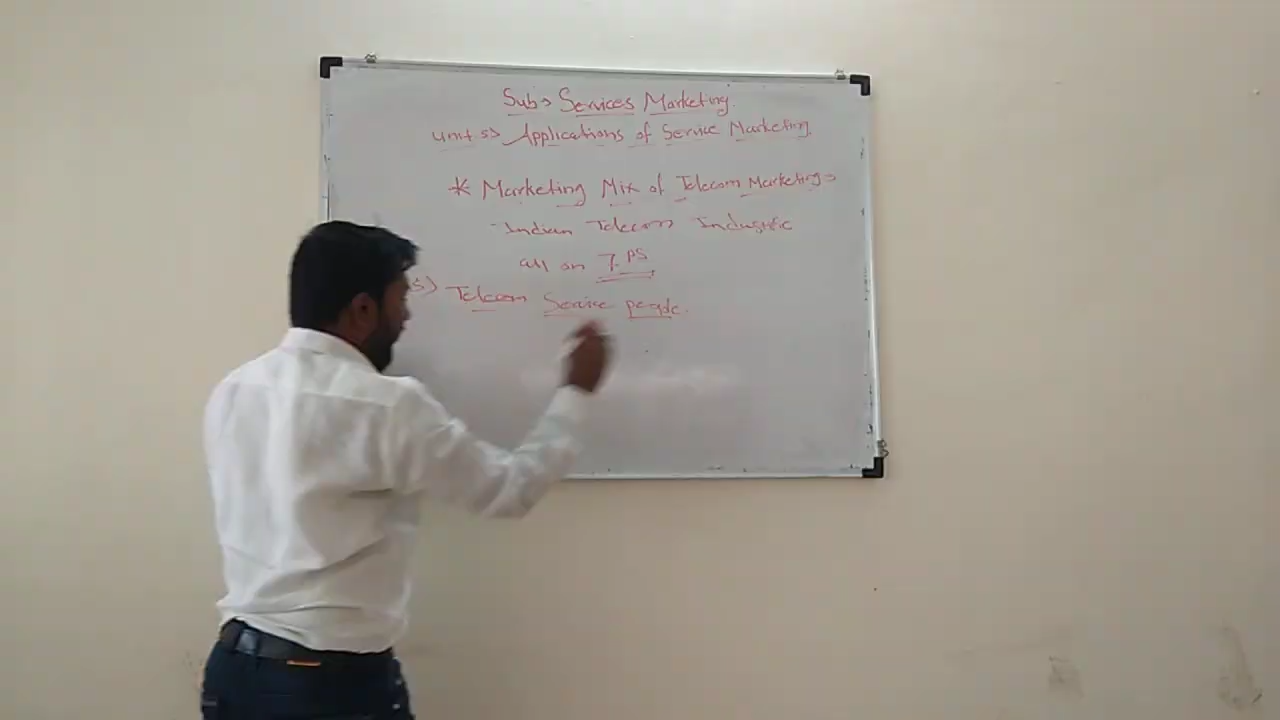 Sub→ Services Marketing
Unit 5) Applications of Service Marketing
* Marketing Mix of Telecom Marketing→
Indian Telecom
all on 7 PS
5) Telecom Service people.